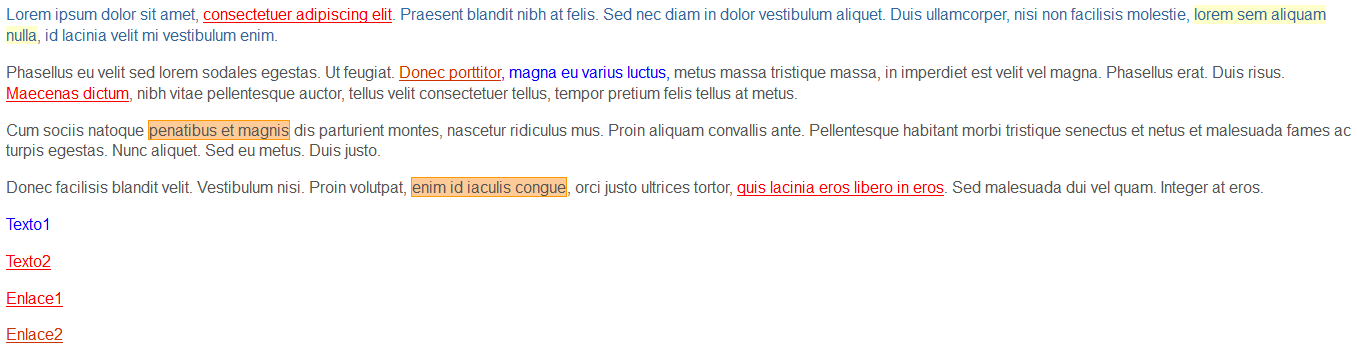 Lorem ipsum dolor sit amet, consectetuer adipiscing elit. Praesent blandit nibh at felis. Sed nec diam in dolor vestibulum aliquet. Duis ullamcorper, nisi non facilisis molestie, lorem sem aliquam
nulla, id lacinia velit mi vestibulum enim.
Phasellus eu velit sed lorem sodales egestas. Ut feugiat. Donec porttitor, magna eu varius luctus, metus massa tristique massa, in imperdiet est velit vel magna. Phasellus erat. Duis risus.
Maecenas dictum, nibh vitae pellentesque auctor, tellus velit consectetuer tellus, tempor pretium felis tellus at metus.
Cum sociis natoque penatibus et magnis dis parturient montes, nascetur ridiculus mus. Proin aliquam convallis ante. Pellentesque habitant morbi tristique senectus et netus et malesuada fames ac
turpis egestas. Nunc aliquet. Sed eu metus. Duis justo.
Donec facilisis blandit velit. Vestibulum nisi. Proin volutpat, enim id iaculis congue, orci justo ultrices tortor, quis lacinia eros libero in eros. Sed malesuada dui vel quam. Integer at eros.
Texto1
Texto2
Enlace1
Enlace2